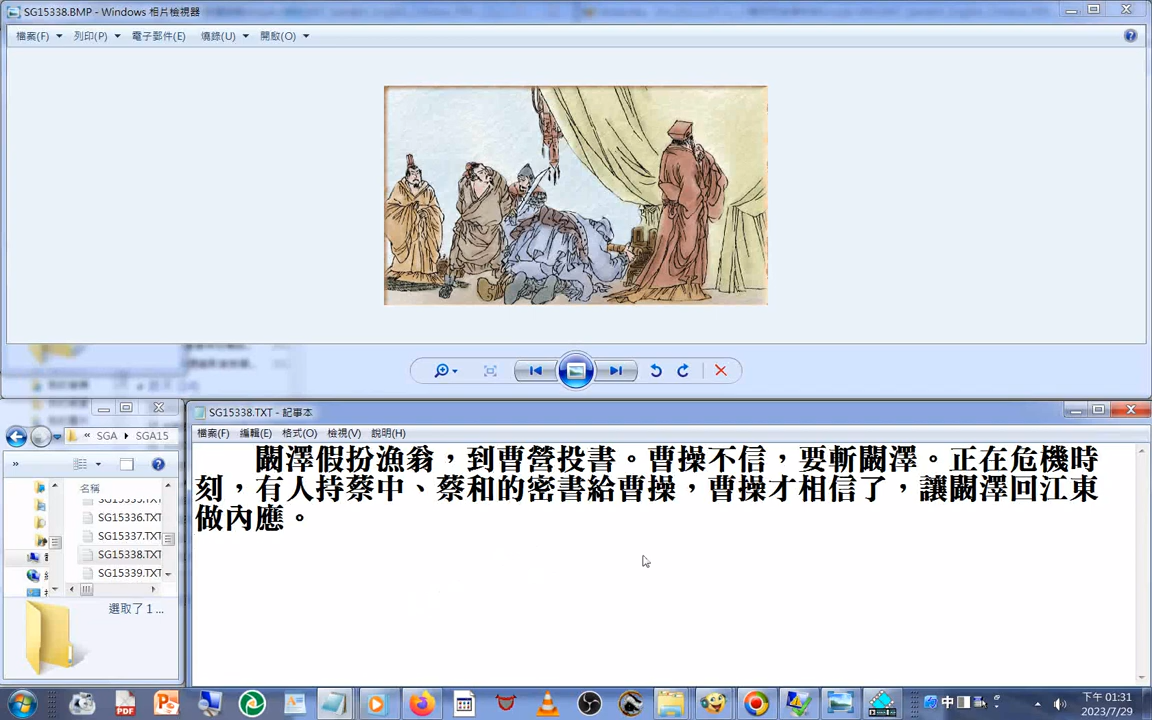 SG15338.BMP - Windows 相片檢視器
檔案(F) 列印(P) 電子郵件(E) 燒錄(U) 開啟(O)
SG15338.TXT - 記事本
« SGA SGA15
檔案(F) 編輯(E) 格式(O) 檢視(V) 說明(H)
闞澤假扮漁翁，到曹營投書。曹操不信，要斬闞澤。正在危機時
刻，有人持蔡中、蔡和的密書給曹操，曹操才相信了，讓闞澤回江東
做內應。
»
名稱
SG15335.TXT
SG15336.TXT
SG15337.TXT
SG15338.TXT
SG15339.TXT
選取了 1 ...
PDF
中
下午 01:31
2023/7/29